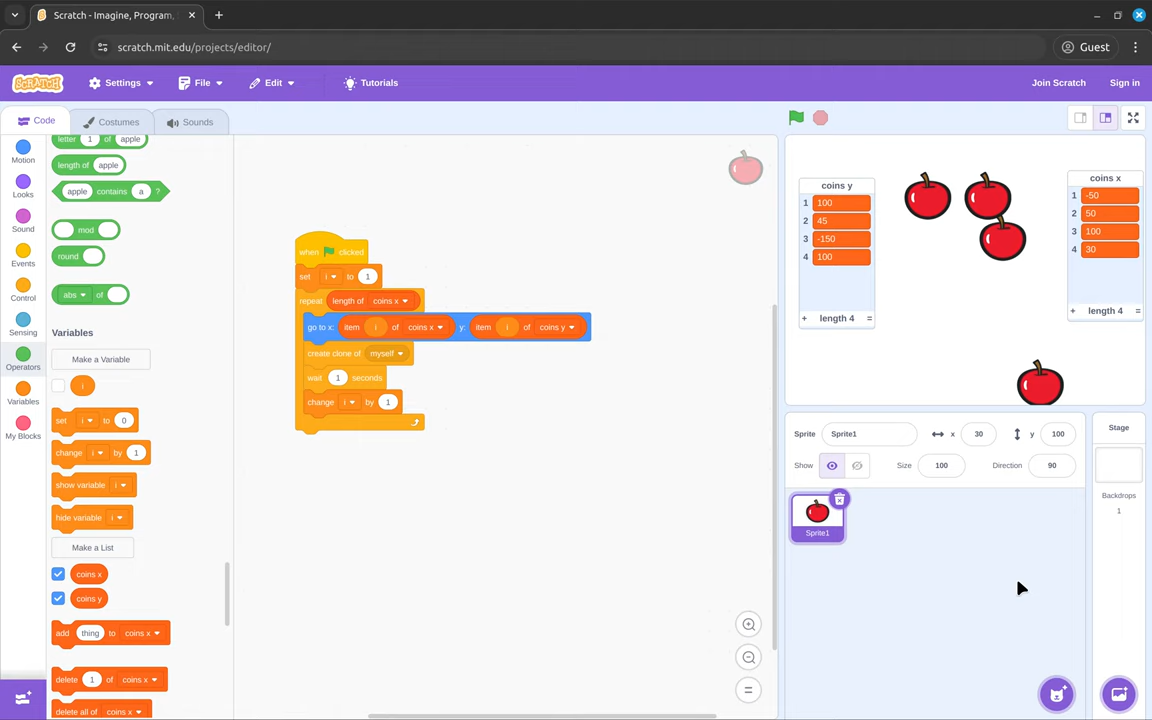 Scratch - Imagine, Program,
scratch.mit.edu/projects/editor/
Guest
SCRATCH
Settings
File
Edit
Tutorials
Join Scratch
Sign in
Code
Costumes
Sounds
Motion
Looks
Sound
Events
Control
Sensing
Operators
Variables
My Blocks
letter 1 of apple
length of apple
apple contains a ?
mod
round
abs of
Variables
Make a Variable
i
set i to 0
change i by 1
show variable i
hide variable i
Make a List
coins x
coins y
add thing to coins x
delete 1 of coins x
delete all of coins x
when clicked
set i to 1
repeat length of coins x
go to x: item i of coins x y: item i of coins y
create clone of myself
wait 1 seconds
change i by 1
coins y
1 100
2 45
3 -150
4 100
+ length 4 =
coins x
1 -50
2 50
3 100
4 30
+ length 4 =
Sprite Sprite1 x 30 y 100
Show Size 100 Direction 90
Sprite1
Stage
Backdrops
1